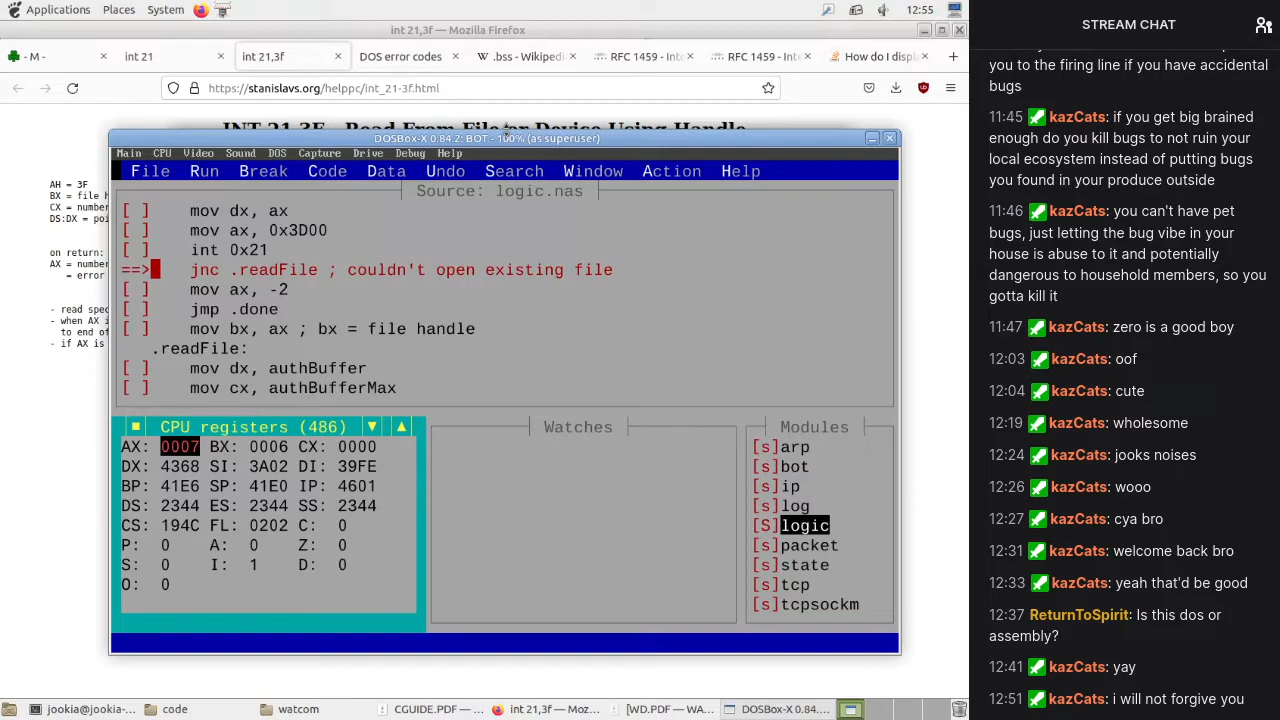 Applications Places System 12:55
int 21,3f — Mozilla Firefox
- M - int 21 int 21,3f DOS error codes .bss - Wikipedi RFC 1459 - Inte RFC 1459 - Inte How do I displ
https://stanislavs.org/helppc/int_21-3f.html
INT 21,3F - Read From File or Device Using Handle
AH = 3F
BX = file h
CX = number
DS:DX = poi
on return:
AX = number
= error
- read spec
- when AX i
to end of
- if AX is
DOSBox-X 0.84.2: BOT - 100% (as superuser)
Main CPU Video Sound DOS Capture Drive Debug Help
File Run Break Code Data Undo Search Window Action Help
Source: logic.nas
[ ] mov dx, ax
[ ] mov ax, 0x3D00
[ ] int 0x21
==> jnc .readFile ; couldn't open existing file
[ ] mov ax, -2
[ ] jmp .done
[ ] mov bx, ax ; bx = file handle
.readFile:
[ ] mov dx, authBuffer
[ ] mov cx, authBufferMax
CPU registers (486)
AX: 0007 BX: 0006 CX: 0000
DX: 4368 SI: 3A02 DI: 39FE
BP: 41E6 SP: 41E0 IP: 4601
DS: 2344 ES: 2344 SS: 2344
CS: 194C FL: 0202 C: 0
P: 0 A: 0 Z: 0
S: 0 I: 1 D: 0
O: 0
Watches
Modules
[s]arp
[s]bot
[s]ip
[s]log
[S]logic
[s]packet
[s]state
[s]tcp
[s]tcpsockm
jookia@jookia-... code watcom CGUIDE.PDF — ... int 21,3f — Moz... [WD.PDF — WA... DOSBox-X 0.84....
STREAM CHAT
you to the firing line if you have accidental
bugs
11:45 kazCats: if you get big brained
enough do you kill bugs to not ruin your
local ecosystem instead of putting bugs
you found in your produce outside
11:46 kazCats: you can't have pet
bugs, just letting the bug vibe in your
house is abuse to it and potentially
dangerous to household members, so you
gotta kill it
11:47 kazCats: zero is a good boy
12:03 kazCats: oof
12:04 kazCats: cute
12:19 kazCats: wholesome
12:24 kazCats: jooks noises
12:26 kazCats: wooo
12:27 kazCats: cya bro
12:31 kazCats: welcome back bro
12:33 kazCats: yeah that'd be good
12:37 ReturnToSpirit: Is this dos or
assembly?
12:41 kazCats: yay
12:51 kazCats: i will not forgive you